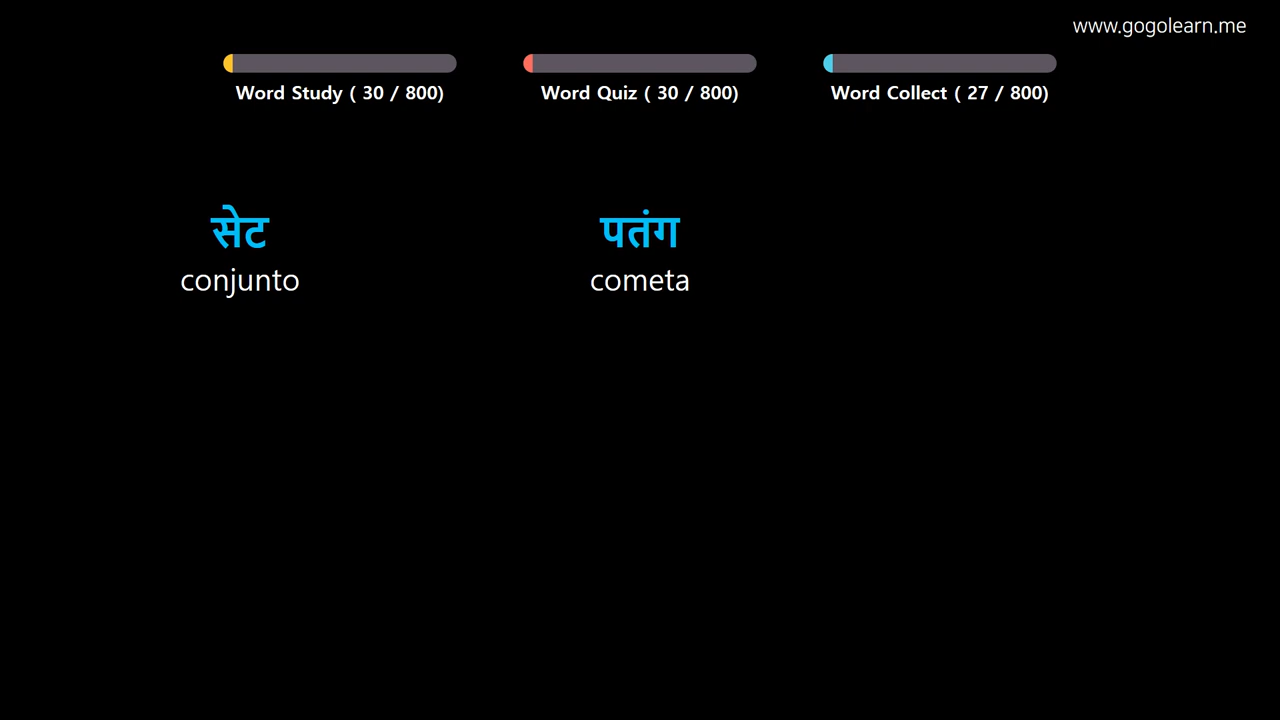 www.gogolearn.me
Word Study ( 30 / 800)
Word Quiz ( 30 / 800)
Word Collect ( 27 / 800)
सेट
conjunto
पतंग
cometa